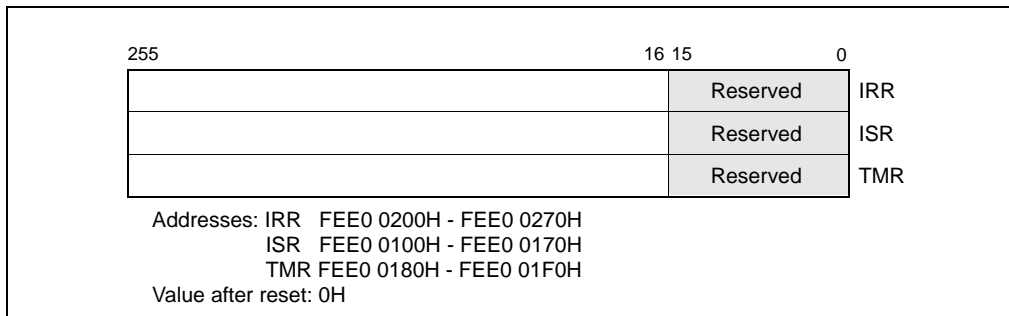 255 16 15 0
Reserved IRR
Reserved ISR
Reserved TMR
Addresses: IRR FEE0 0200H - FEE0 0270H
ISR FEE0 0100H - FEE0 0170H
TMR FEE0 0180H - FEE0 01F0H
Value after reset: 0H